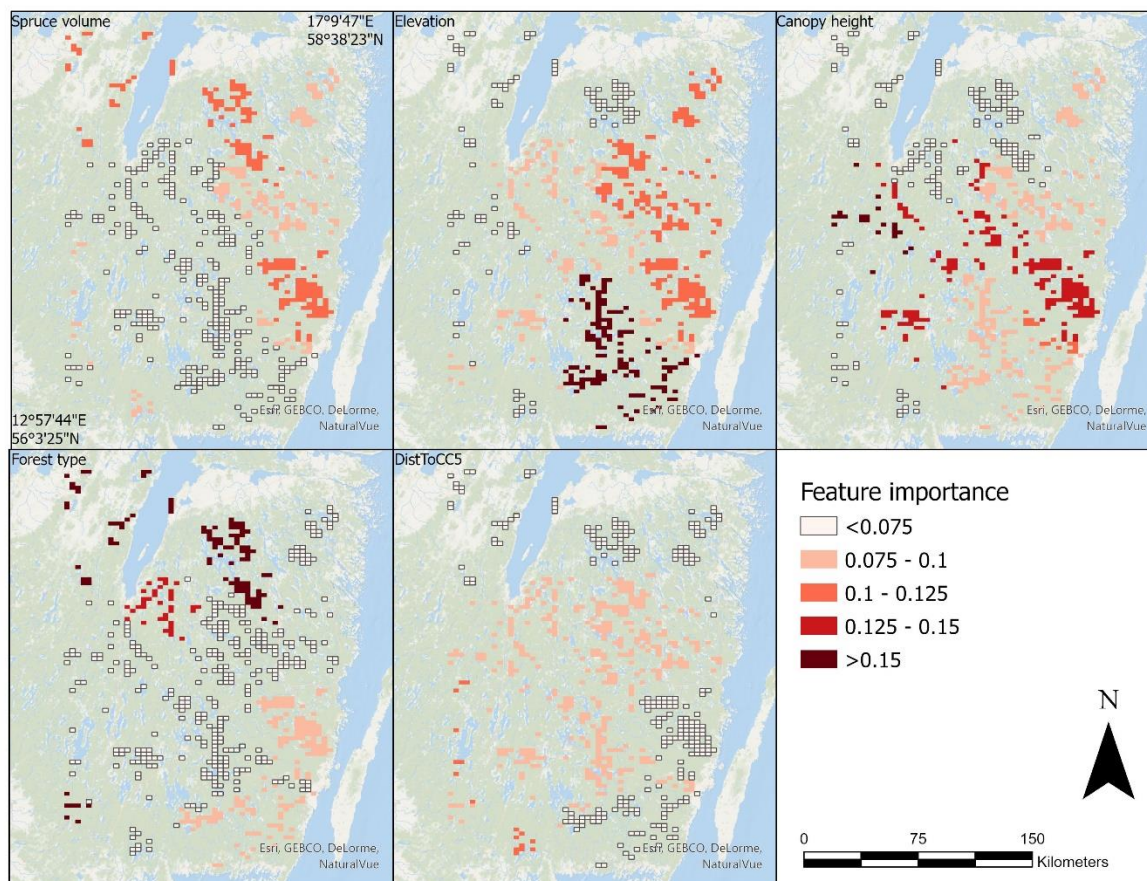 Spruce volume
17°9'47"E
58°38'23"N
Elevation
Canopy height
12°57'44"E
56°3'25"N
Esri, GEBCO, DeLorme,
NaturalVue
Esri, GEBCO, DeLorme,
NaturalVue
Esri, GEBCO, DeLorme,
NaturalVue
Forest type
DistToCC5
Feature importance
<0.075
0.075 - 0.1
0.1 - 0.125
0.125 - 0.15
>0.15
N
0 75 150
Kilometers
Esri, GEBCO, DeLorme,
NaturalVue
Esri, GEBCO, DeLorme,
NaturalVue